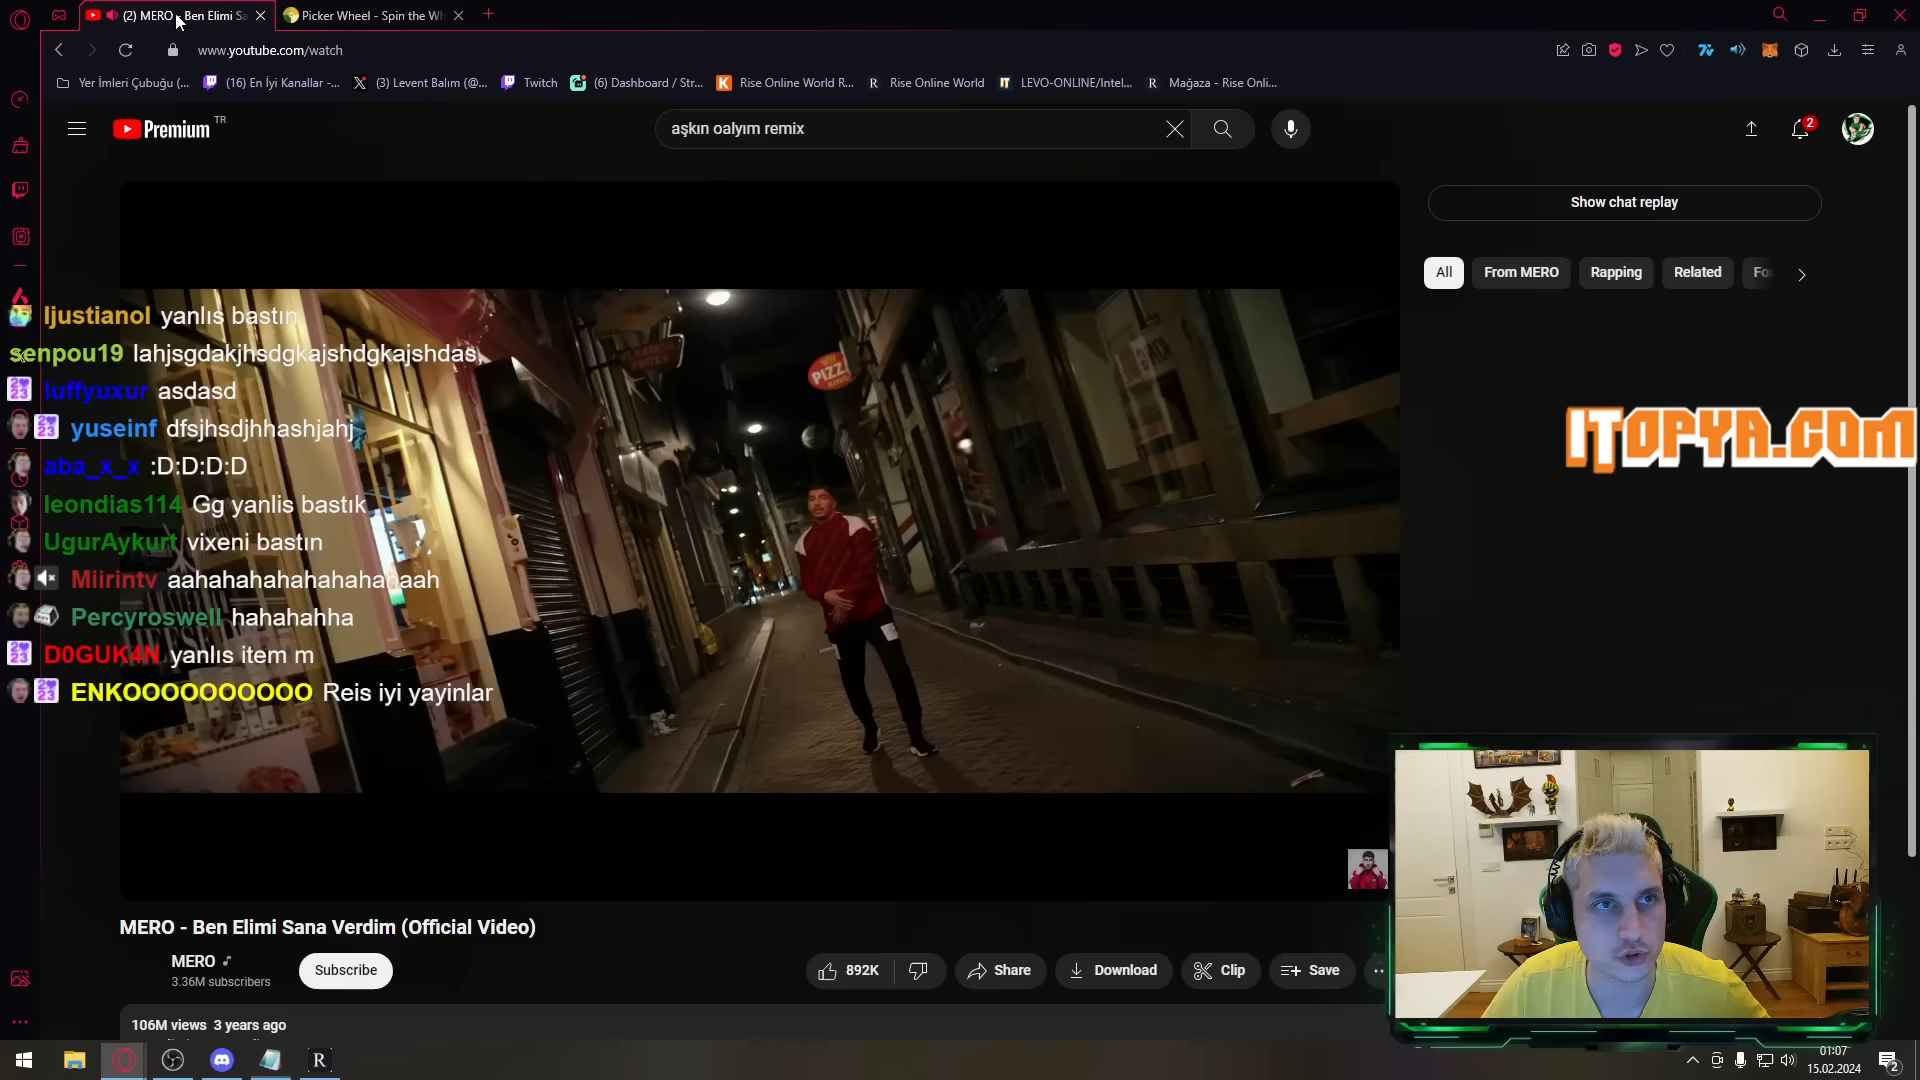 (2) MERO - Ben Elimi Sa
Picker Wheel - Spin the Wh
www.youtube.com/watch
Yer İmleri Çubuğu (...
(16) En İyi Kanallar -...
(3) Levent Balım (@...
Twitch
(6) Dashboard / Str...
Rise Online World R...
Rise Online World
LEVO-ONLINE/Intel...
Mağaza - Rise Onli...
Premium TR
aşkın oalyım remix
2
Show chat replay
All
From MERO
Rapping
Related
For
PIZZ
ljustianol yanlıs bastın
senpou19 lahjsgdakjhsdgkajshdgkajshdas,
luffyuxur asdasd
yuseinf dfsjhsdjhhashjahj
aba_x_x :D:D:D:D
leondias114 Gg yanlis bastık
UgurAykurt vixeni bastın
Miirintv aahahahahahahahahaah
Percyroswell hahahahha
D0GUK4N yanlıs item m
ENKOOOOOOOOOO Reis iyi yayinlar
ITOPYA.COM
MERO - Ben Elimi Sana Verdim (Official Video)
MERO
3.36M subscribers
Subscribe
892K
Share
Download
Clip
Save
106M views 3 years ago
01:07
15.02.2024
2